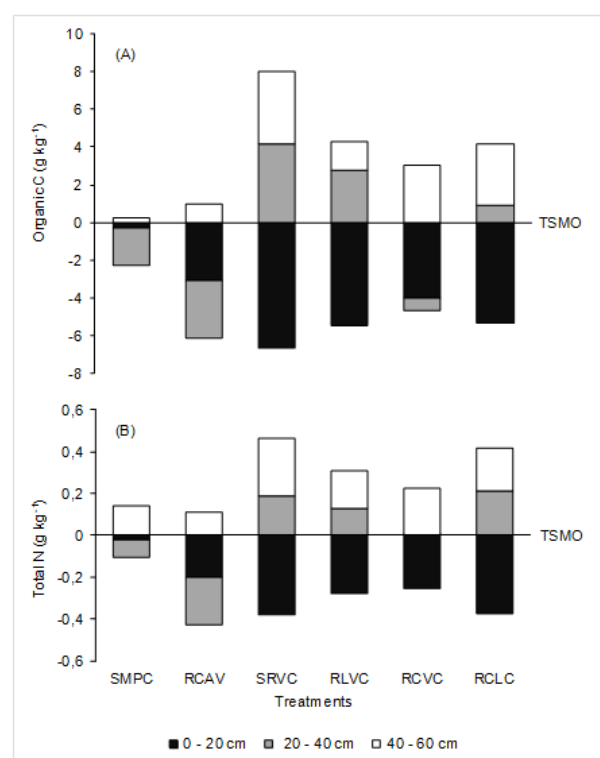 10
(A)
8
6
4
2
0
-2
-4
-6
-8
Organic C (g kg⁻¹)
TSMO
0,6
(B)
0,4
0,2
0
-0,2
-0,4
-0,6
Total N (g kg⁻¹)
TSMO
SMPC RCAV SRVC RLVC RCVC RCLC
Treatments
0 - 20 cm 20 - 40 cm 40 - 60 cm